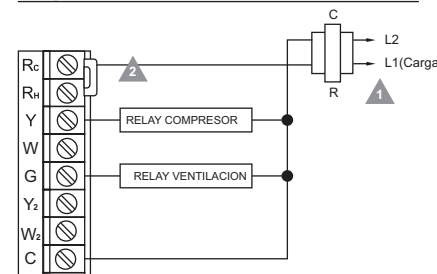 C
L2
L1(Carga
R
1
2
Rc
RH
Y
RELAY COMPRESOR
W
G
RELAY VENTILACION
Y2
W2
C